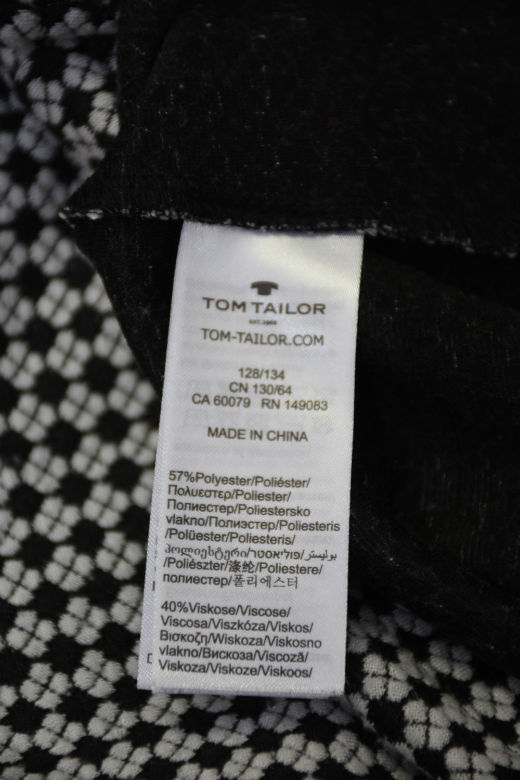 TOM TAILOR
EST.1962
TOM-TAILOR.COM
128/134
CN 130/64
CA 60079 RN 149083
MADE IN CHINA
57%Polyester/Poliéster/
Πολυεστερ/Poliester/
Полиестер/Poliestersko
vlakno/Полиэстер/Poliesteris
/Polüester/Poliesteris/
პოლიესტერი/פוליאסטר/بوليستر
/Poliészter/涤纶/Poliestere/
полиестер/폴리에스터
40%Viskose/Viscose/
Viscosa/Viszkóza/Viskos/
Βισκοζη/Wiskoza/Viskosno
vlakno/Вискоза/Viscoză/
Viskoza/Viskoze/Viskoos/